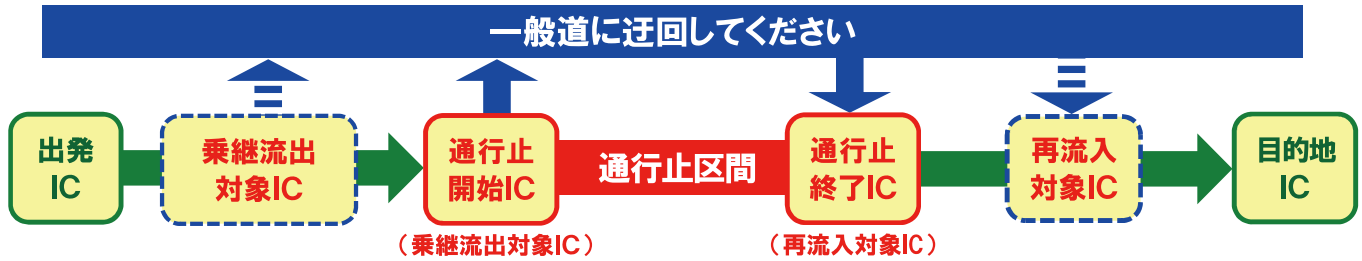 一般道に迂回してください
出発
IC
乗継流出
対象IC
通行止
開始IC
通行止区間
通行止
終了IC
再流入
対象IC
目的地
IC
（乗継流出対象IC）
（再流入対象IC）